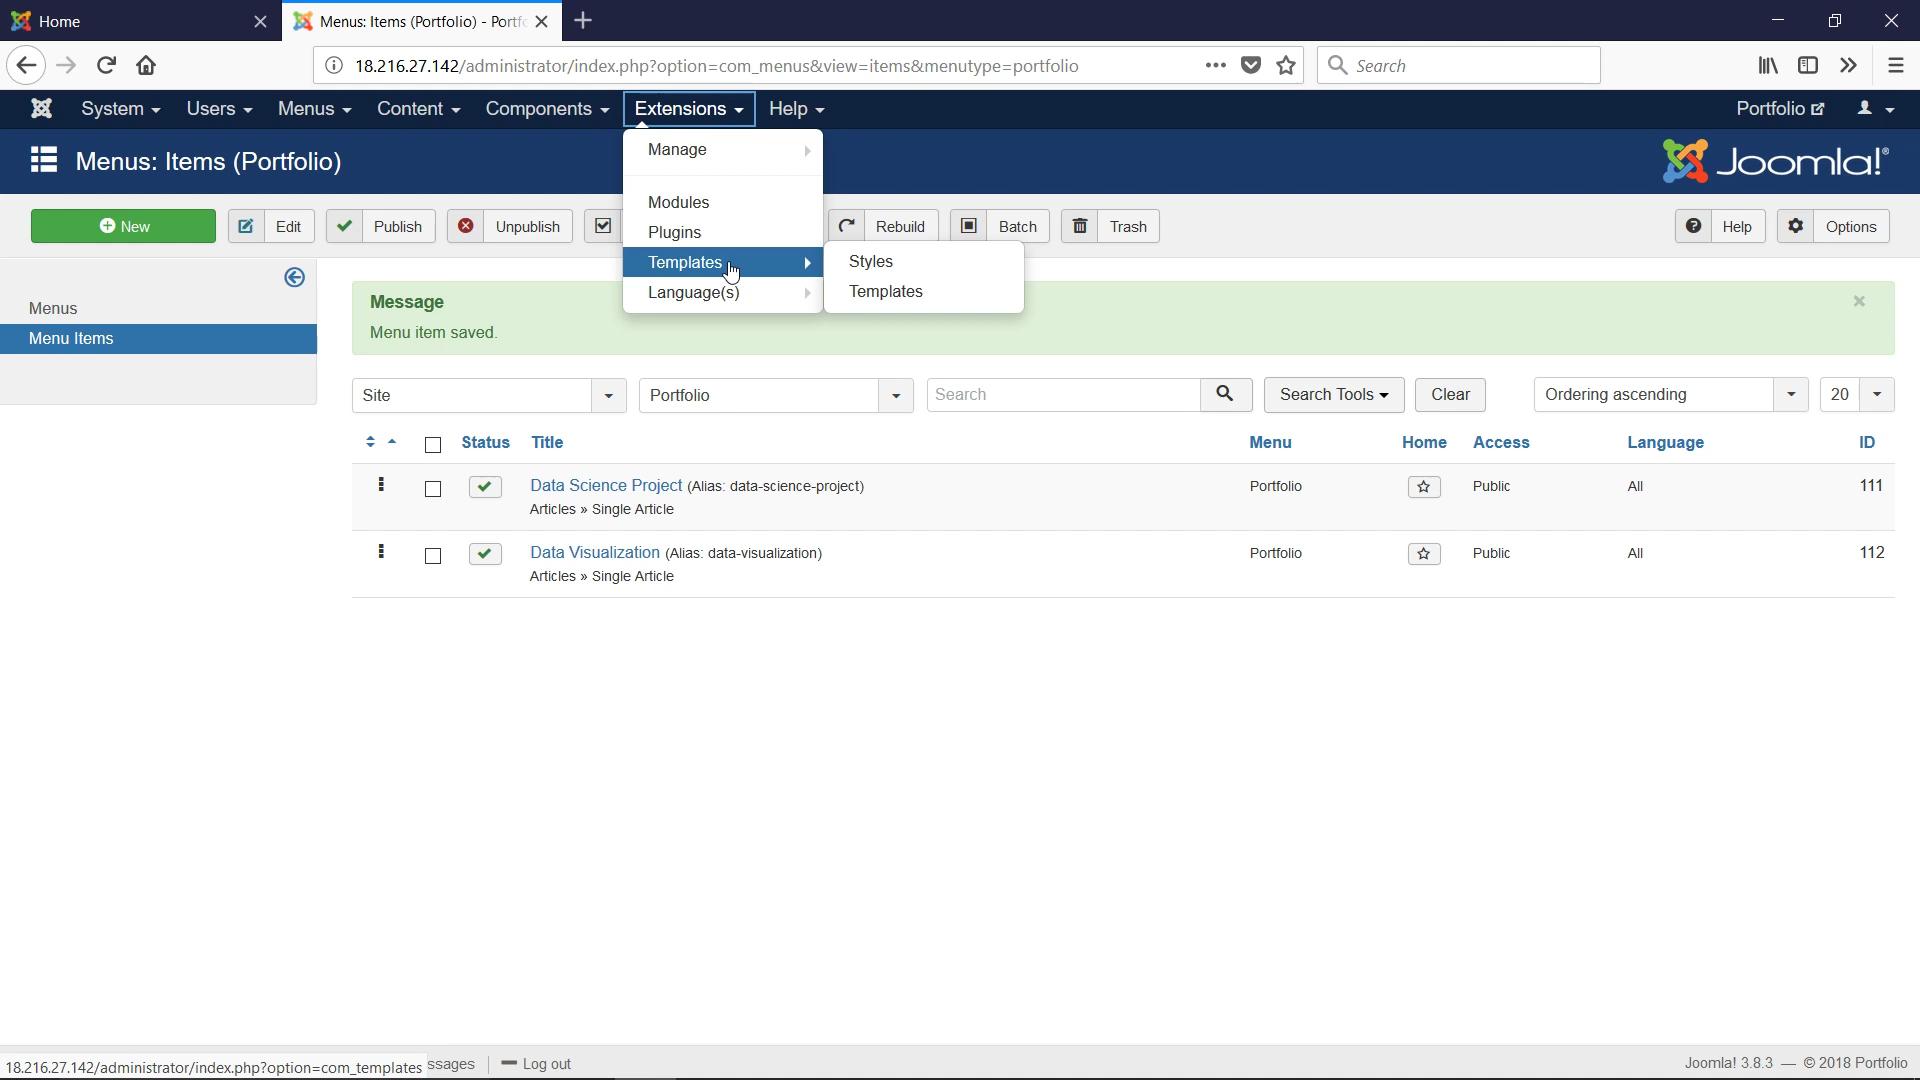 Home
Menus: Items (Portfolio) - Portf
18.216.27.142/administrator/index.php?option=com_menus&view=items&menutype=portfolio
Search
System Users Menus Content Components Extensions Help
Portfolio
Manage
Modules
Plugins
Templates
Language(s)
Styles
Templates
Menus: Items (Portfolio)
Joomla!®
New Edit Publish Unpublish Rebuild Batch Trash Help Options
Menus
Menu Items
Message
Menu item saved.
Site Portfolio Search Search Tools Clear Ordering ascending 20
Status Title Menu Home Access Language ID
Data Science Project (Alias: data-science-project) Portfolio Public All 111
Articles » Single Article
Data Visualization (Alias: data-visualization) Portfolio Public All 112
Articles » Single Article
18.216.27.142/administrator/index.php?option=com_templates ssages Log out
Joomla! 3.8.3 — © 2018 Portfolio